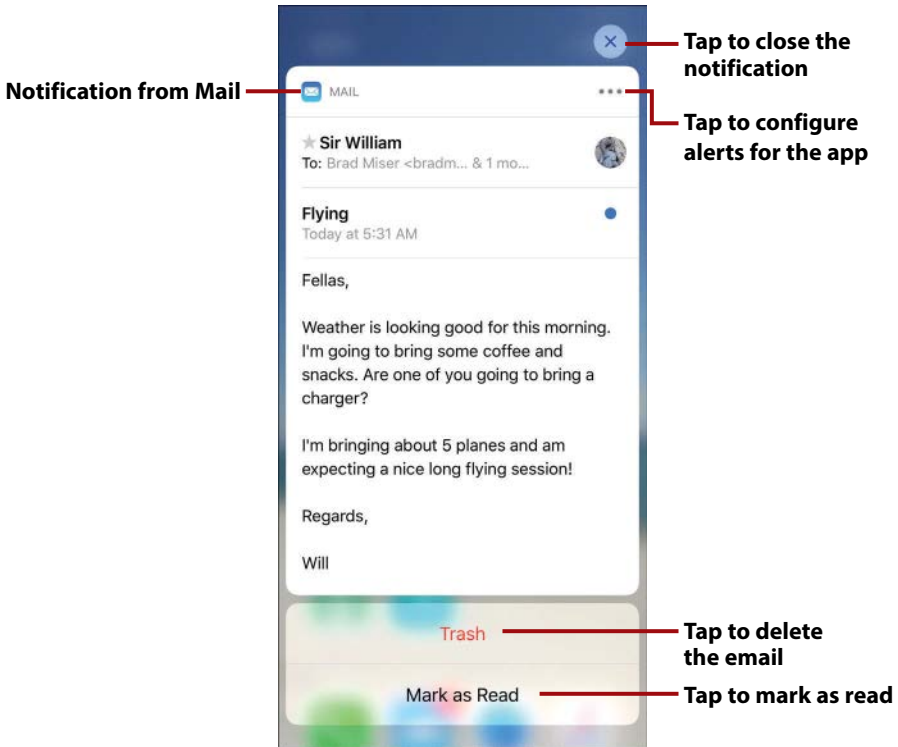 Tap to close the
notification
Notification from Mail
MAIL
Tap to configure
alerts for the app
Sir William
To: Brad Miser <bradm... & 1 mo...
Flying
Today at 5:31 AM
Fellas,
Weather is looking good for this morning.
I'm going to bring some coffee and
snacks. Are one of you going to bring a
charger?
I'm bringing about 5 planes and am
expecting a nice long flying session!
Regards,
Will
Trash
Tap to delete
the email
Mark as Read
Tap to mark as read